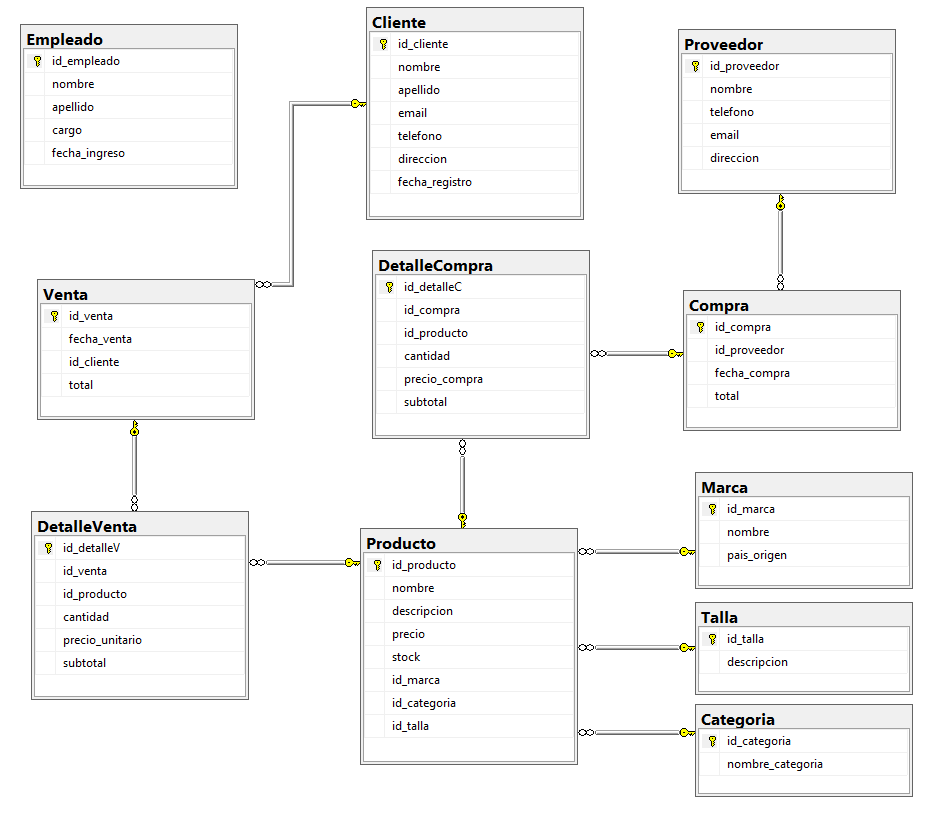 Empleado
id_empleado
nombre
apellido
cargo
fecha_ingreso
Cliente
id_cliente
nombre
apellido
email
telefono
direccion
fecha_registro
Proveedor
id_proveedor
nombre
telefono
email
direccion
Venta
id_venta
fecha_venta
id_cliente
total
DetalleCompra
id_detalleC
id_compra
id_producto
cantidad
precio_compra
subtotal
Compra
id_compra
id_proveedor
fecha_compra
total
DetalleVenta
id_detalleV
id_venta
id_producto
cantidad
precio_unitario
subtotal
Producto
id_producto
nombre
descripcion
precio
stock
id_marca
id_categoria
id_talla
Marca
id_marca
nombre
pais_origen
Talla
id_talla
descripcion
Categoria
id_categoria
nombre_categoria